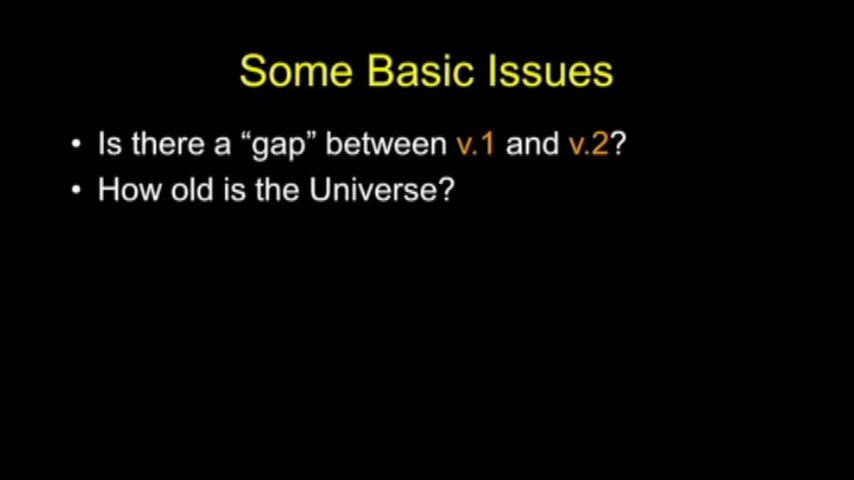 Some Basic Issues
• Is there a “gap” between v.1 and v.2?
• How old is the Universe?